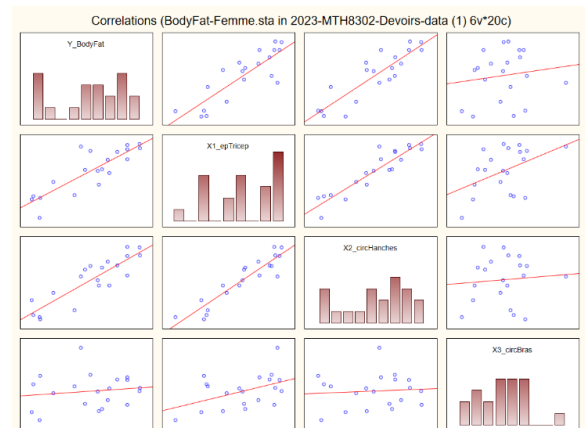 Correlations (BodyFat-Femme.sta in 2023-MTH8302-Devoirs-data (1) 6v*20c)
Y_BodyFat
X1_epTricep
X2_circHanches
X3_circBras